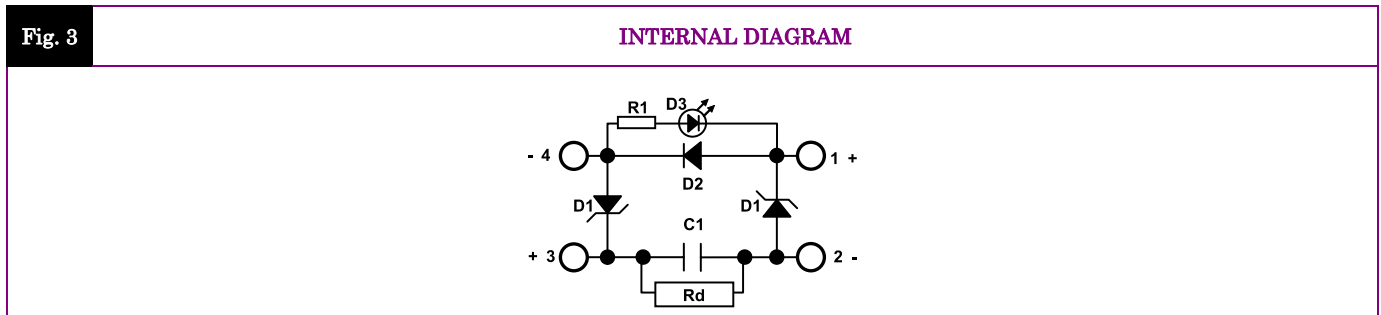 Fig. 3
INTERNAL DIAGRAM
R1 D3
- 4 1 +
D2
D1 D1
C1
+ 3 2 -
Rd